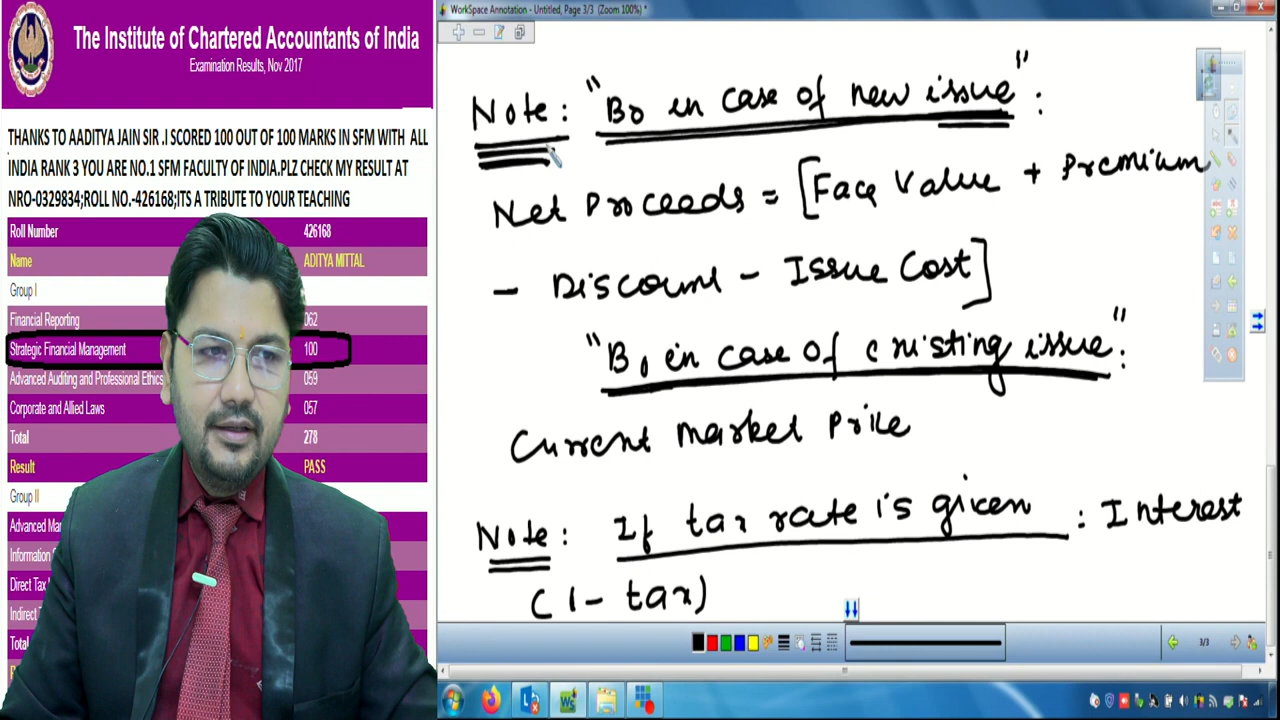 The Institute of Chartered Accountants of India
Examination Results, Nov 2017
THANKS TO AADITYA JAIN SIR .I SCORED 100 OUT OF 100 MARKS IN SFM WITH ALL
INDIA RANK 3 YOU ARE NO.1 SFM FACULTY OF INDIA.PLZ CHECK MY RESULT AT
NRO-0329834;ROLL NO.-426168;ITS A TRIBUTE TO YOUR TEACHING
Roll Number 426168
Name ADITYA MITTAL
Group I
Financial Reporting 062
Strategic Financial Management 100
Advanced Auditing and Professional Ethics 059
Corporate and Allied Laws 057
Total 278
Result PASS
Group II
Advanced
Information
Direct Tax
Indirect
Total
WorkSpace Annotation - Untitled, Page 3/3 (Zoom 100%) *
Note: "B0 in case of new issue":
Net Proceeds = [Face Value + Premium
- Discount - Issue Cost]
"B0 in case of existing issue":
Current Market Price
Note: If tax rate is given : Interest
(1- tax)
3/3